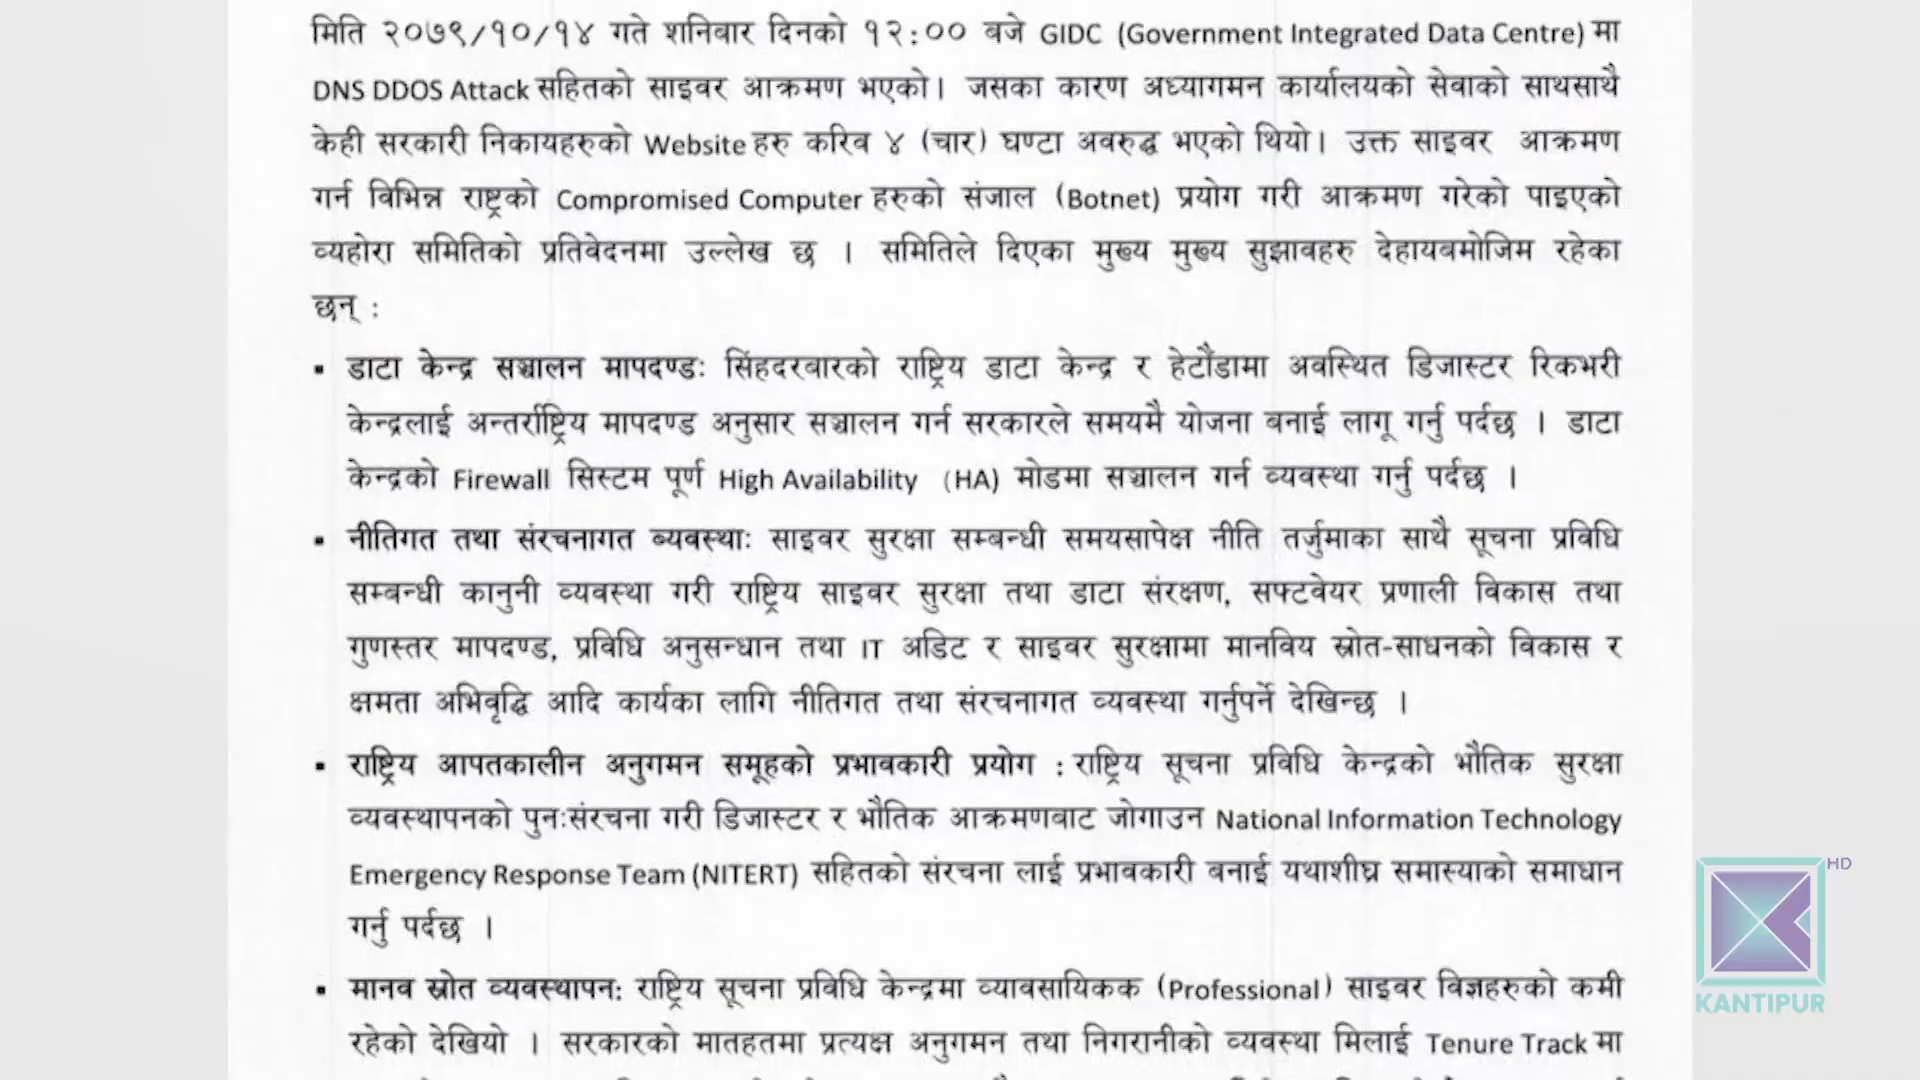 मिति २०७९/१०/१४ गते शनिबार दिनको १२:०० बजे GIDC (Government Integrated Data Centre) मा
DNS DDOS Attack सहितको साइवर आक्रमण भएको। जसका कारण अध्यागमन कार्यालयको सेवाको साथसाथै
केही सरकारी निकायहरुको Website हरु करिव ४ (चार) घण्टा अवरुद्ध भएको थियो। उक्त साइवर आक्रमण
गर्न विभिन्न राष्ट्रको Compromised Computer हरुको संजाल (Botnet) प्रयोग गरी आक्रमण गरेको पाइएको
व्यहोरा समितिको प्रतिवेदनमा उल्लेख छ । समितिले दिएका मुख्य मुख्य सुझावहरु देहायबमोजिम रहेका
छन् :
▪ डाटा केन्द्र सञ्चालन मापदण्डः सिंहदरबारको राष्ट्रिय डाटा केन्द्र र हेटौंडामा अवस्थित डिजास्टर रिकभरी
केन्द्रलाई अन्तर्राष्ट्रिय मापदण्ड अनुसार सञ्चालन गर्न सरकारले समयमै योजना बनाई लागू गर्नु पर्दछ । डाटा
केन्द्रको Firewall सिस्टम पूर्ण High Availability (HA) मोडमा सञ्चालन गर्न व्यवस्था गर्नु पर्दछ ।
▪ नीतिगत तथा संरचनागत ब्यवस्थाः साइवर सुरक्षा सम्बन्धी समयसापेक्ष नीति तर्जुमाका साथै सूचना प्रविधि
सम्बन्धी कानुनी व्यवस्था गरी राष्ट्रिय साइवर सुरक्षा तथा डाटा संरक्षण, सफ्टवेयर प्रणाली विकास तथा
गुणस्तर मापदण्ड, प्रविधि अनुसन्धान तथा IT अडिट र साइवर सुरक्षामा मानविय स्रोत-साधनको विकास र
क्षमता अभिवृद्धि आदि कार्यका लागि नीतिगत तथा संरचनागत व्यवस्था गर्नुपर्ने देखिन्छ ।
▪ राष्ट्रिय आपतकालीन अनुगमन समूहको प्रभावकारी प्रयोग : राष्ट्रिय सूचना प्रविधि केन्द्रको भौतिक सुरक्षा
व्यवस्थापनको पुनःसंरचना गरी डिजास्टर र भौतिक आक्रमणबाट जोगाउन National Information Technology
Emergency Response Team (NITERT) सहितको संरचना लाई प्रभावकारी बनाई यथाशीघ्र समास्याको समाधान
गर्नु पर्दछ ।
▪ मानव स्रोत व्यवस्थापन: राष्ट्रिय सूचना प्रविधि केन्द्रमा व्यावसायिकक (Professional) साइवर विज्ञहरुको कमी
रहेको देखियो । सरकारको मातहतमा प्रत्यक्ष अनुगमन तथा निगरानीको व्यवस्था मिलाई Tenure Track मा
HD
KANTIPUR